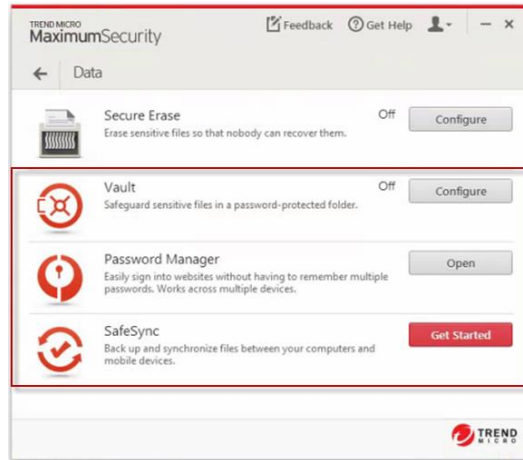 TREND MICRO
MaximumSecurity
Feedback
Get Help
Data
Secure Erase
Off
Configure
Erase sensitive files so that nobody can recover them.
Vault
Off
Configure
Safeguard sensitive files in a password-protected folder.
Password Manager
Open
Easily sign into websites without having to remember multiple
passwords. Works across multiple devices.
SafeSync
Get Started
Back up and synchronize files between your computers and
mobile devices.
TREND
MICRO